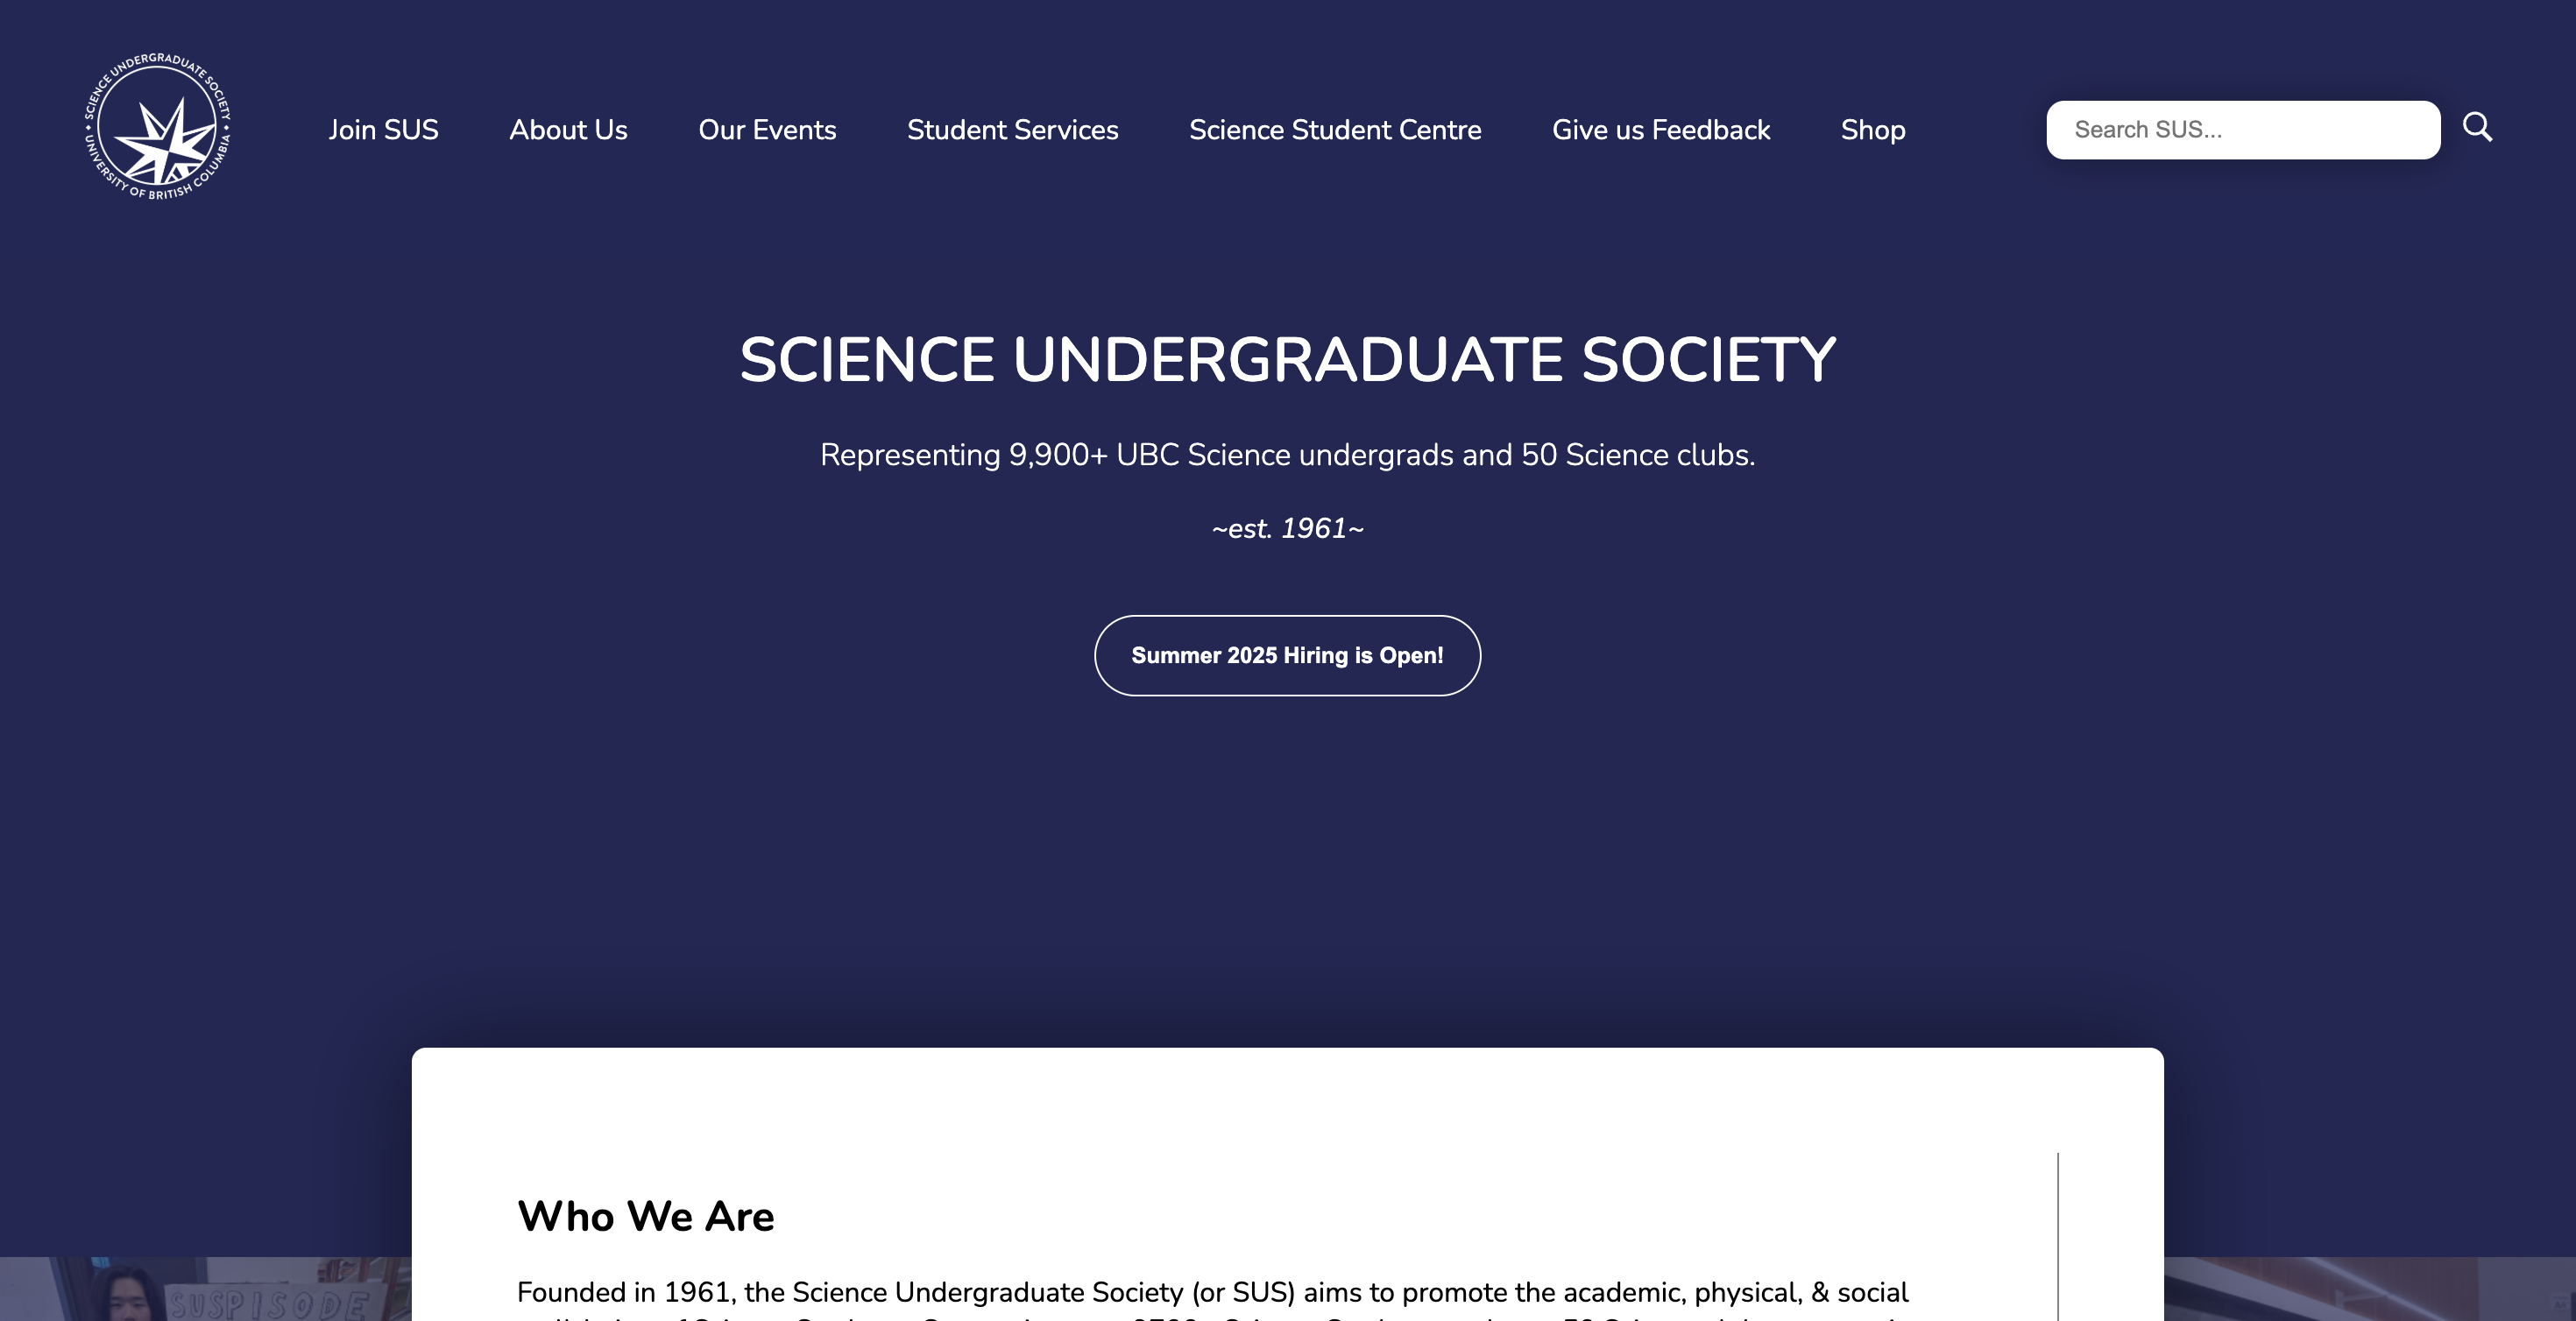 SCIENCE UNDERGRADUATE SOCIETY
UNIVERSITY OF BRITISH COLUMBIA
Join SUS
About Us
Our Events
Student Services
Science Student Centre
Give us Feedback
Shop
Search SUS...
SCIENCE UNDERGRADUATE SOCIETY
Representing 9,900+ UBC Science undergrads and 50 Science clubs.
~est. 1961~
Summer 2025 Hiring is Open!
Who We Are
Founded in 1961, the Science Undergraduate Society (or SUS) aims to promote the academic, physical, & social
SUSPISODE